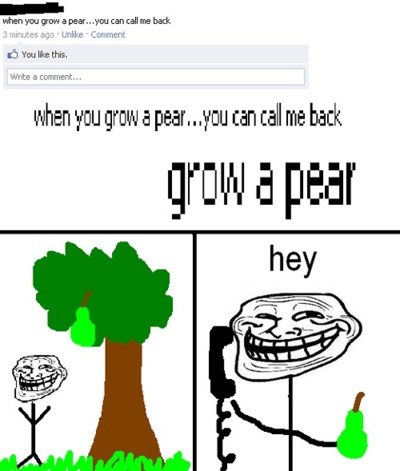 when you grow a pear...you can call me back
3 minutes ago · Unlike · Comment
You like this.
Write a comment...
when you grow a pear...you can call me back
grow a pear
hey